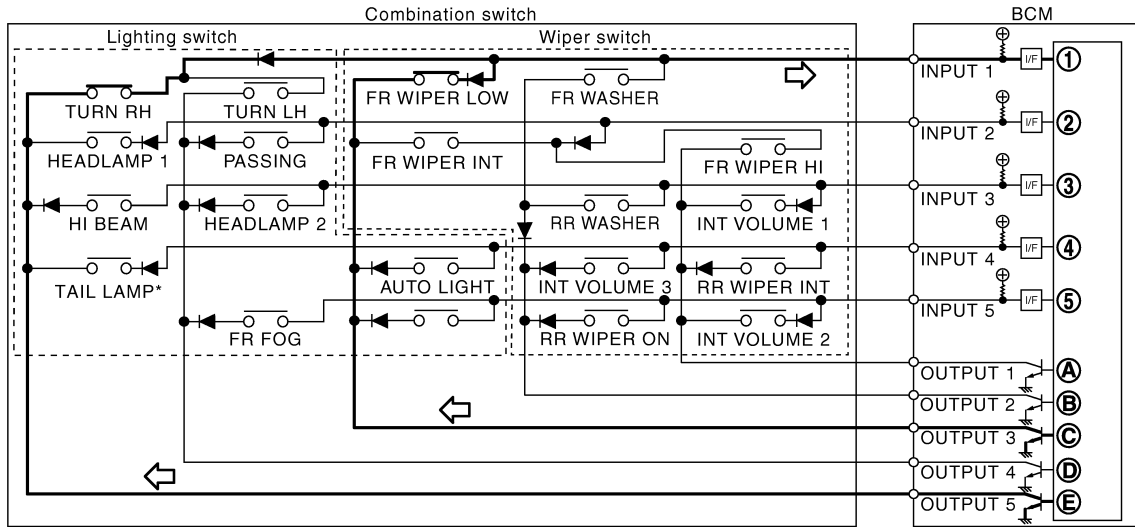 Combination switch
BCM
Lighting switch
Wiper switch
INPUT 1
I/F
1
TURN RH
TURN LH
FR WIPER LOW
FR WASHER
INPUT 2
I/F
2
HEADLAMP 1
PASSING
FR WIPER INT
FR WIPER HI
INPUT 3
I/F
3
HI BEAM
HEADLAMP 2
RR WASHER
INT VOLUME 1
INPUT 4
I/F
4
TAIL LAMP*
AUTO LIGHT
INT VOLUME 3
RR WIPER INT
INPUT 5
I/F
5
FR FOG
RR WIPER ON
INT VOLUME 2
OUTPUT 1
A
OUTPUT 2
B
OUTPUT 3
C
OUTPUT 4
D
OUTPUT 5
E